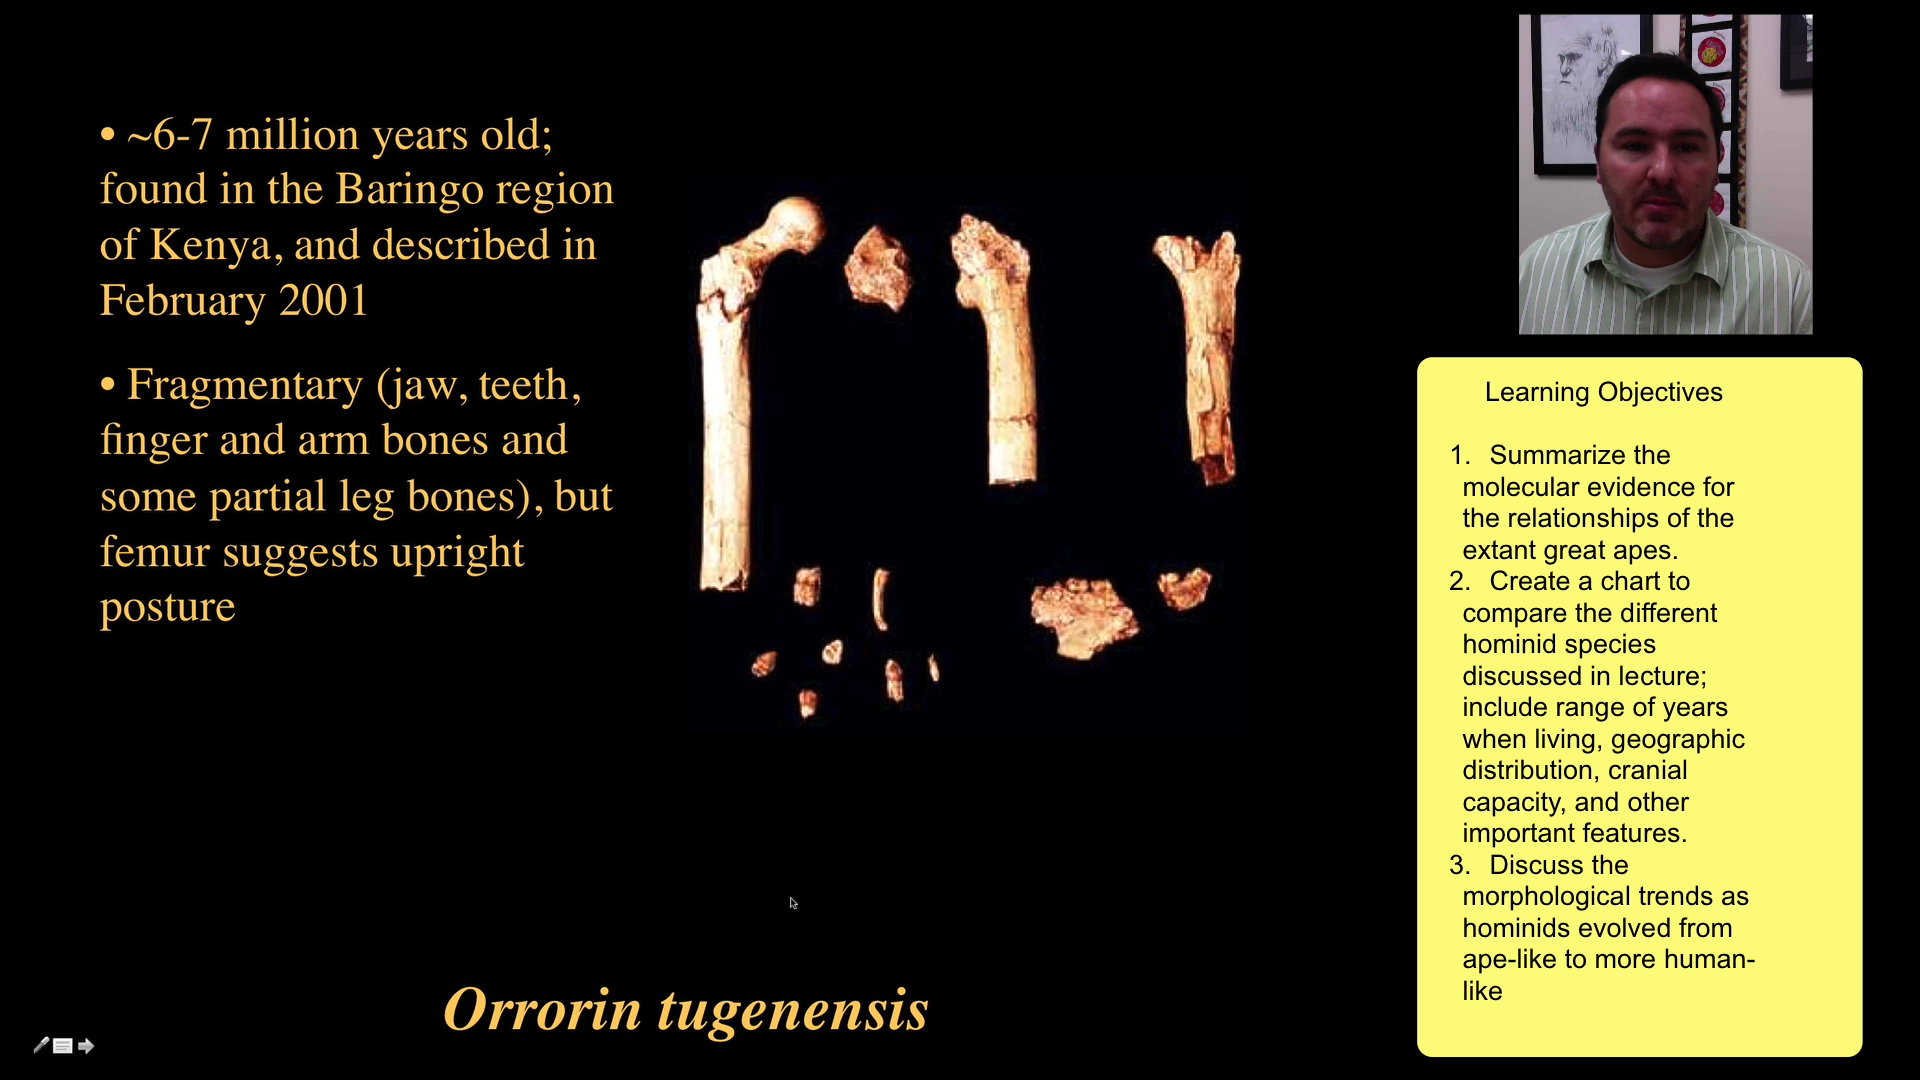 • ~6-7 million years old;
found in the Baringo region
of Kenya, and described in
February 2001
• Fragmentary (jaw, teeth,
finger and arm bones and
some partial leg bones), but
femur suggests upright
posture
Orrorin tugenensis
Learning Objectives
1. Summarize the
molecular evidence for
the relationships of the
extant great apes.
2. Create a chart to
compare the different
hominid species
discussed in lecture;
include range of years
when living, geographic
distribution, cranial
capacity, and other
important features.
3. Discuss the
morphological trends as
hominids evolved from
ape-like to more human-
like